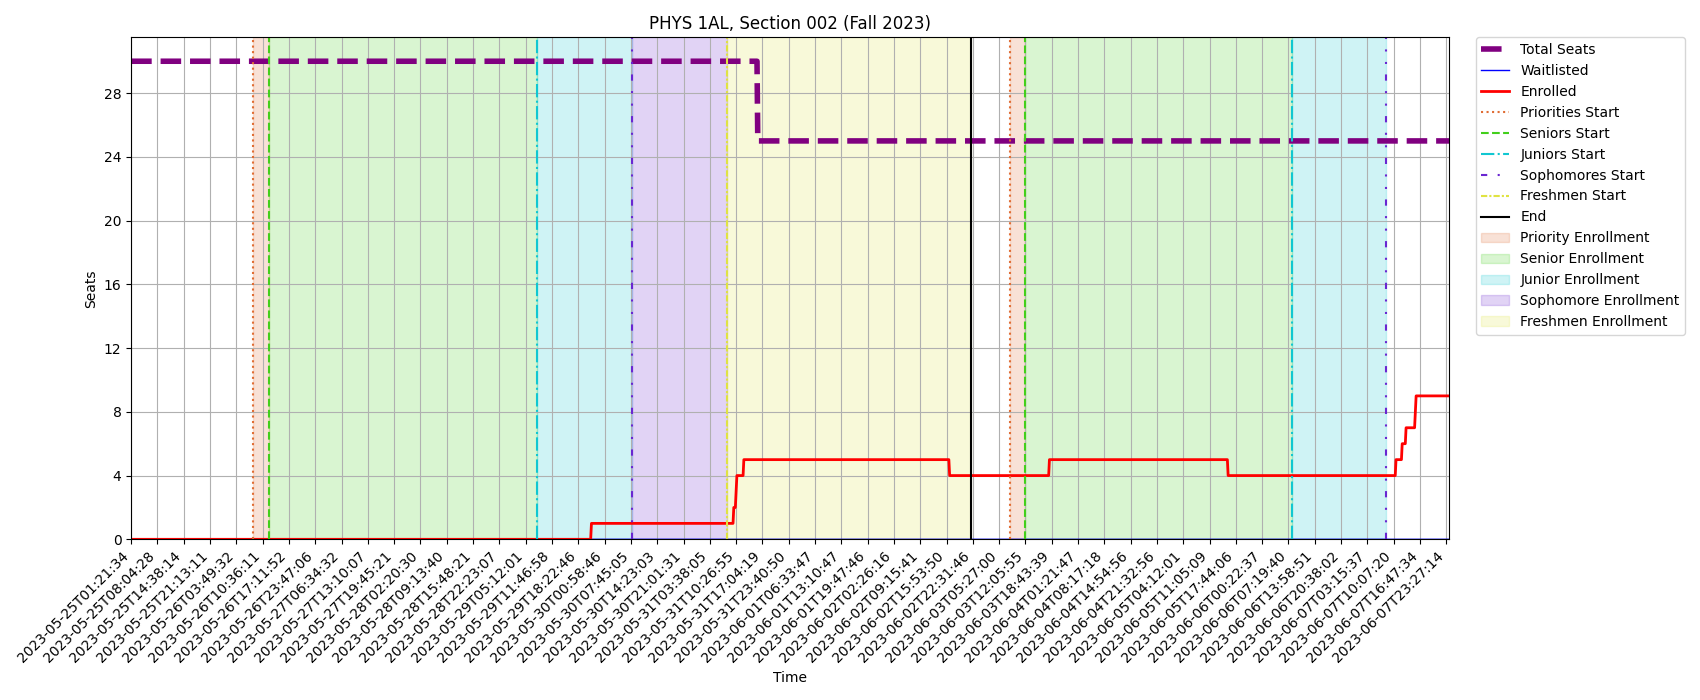 PHYS 1AL, Section 002 (Fall 2023)
Seats
28
24
20
16
12
8
4
0
2023-05-25T01:21:34
2023-05-25T08:04:28
2023-05-25T14:38:14
2023-05-25T21:13:11
2023-05-26T03:49:32
2023-05-26T10:36:11
2023-05-26T17:11:52
2023-05-26T23:47:06
2023-05-27T06:34:32
2023-05-27T13:10:07
2023-05-27T19:45:21
2023-05-28T02:20:30
2023-05-28T09:13:40
2023-05-28T15:48:21
2023-05-28T22:23:07
2023-05-29T05:12:01
2023-05-29T11:46:58
2023-05-29T18:22:46
2023-05-30T00:58:46
2023-05-30T07:45:05
2023-05-30T14:23:03
2023-05-30T21:01:31
2023-05-31T03:38:05
2023-05-31T10:26:55
2023-05-31T17:04:19
2023-05-31T23:40:50
2023-06-01T06:33:47
2023-06-01T13:10:47
2023-06-01T19:47:46
2023-06-02T02:26:16
2023-06-02T09:15:41
2023-06-02T15:53:50
2023-06-02T22:31:46
2023-06-03T05:27:00
2023-06-03T12:05:55
2023-06-03T18:43:39
2023-06-04T01:21:47
2023-06-04T08:17:18
2023-06-04T14:54:56
2023-06-04T21:32:56
2023-06-05T04:12:01
2023-06-05T11:05:09
2023-06-05T17:44:06
2023-06-06T00:22:37
2023-06-06T07:19:40
2023-06-06T13:58:51
2023-06-06T20:38:02
2023-06-07T03:15:37
2023-06-07T10:07:20
2023-06-07T16:47:34
2023-06-07T23:27:14
Time
Total Seats
Waitlisted
Enrolled
Priorities Start
Seniors Start
Juniors Start
Sophomores Start
Freshmen Start
End
Priority Enrollment
Senior Enrollment
Junior Enrollment
Sophomore Enrollment
Freshmen Enrollment